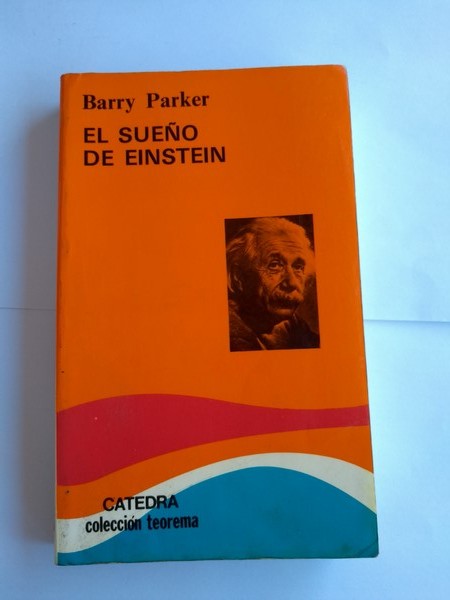 Barry Parker
EL SUEÑO
DE EINSTEIN
CATEDRA
colección teorema